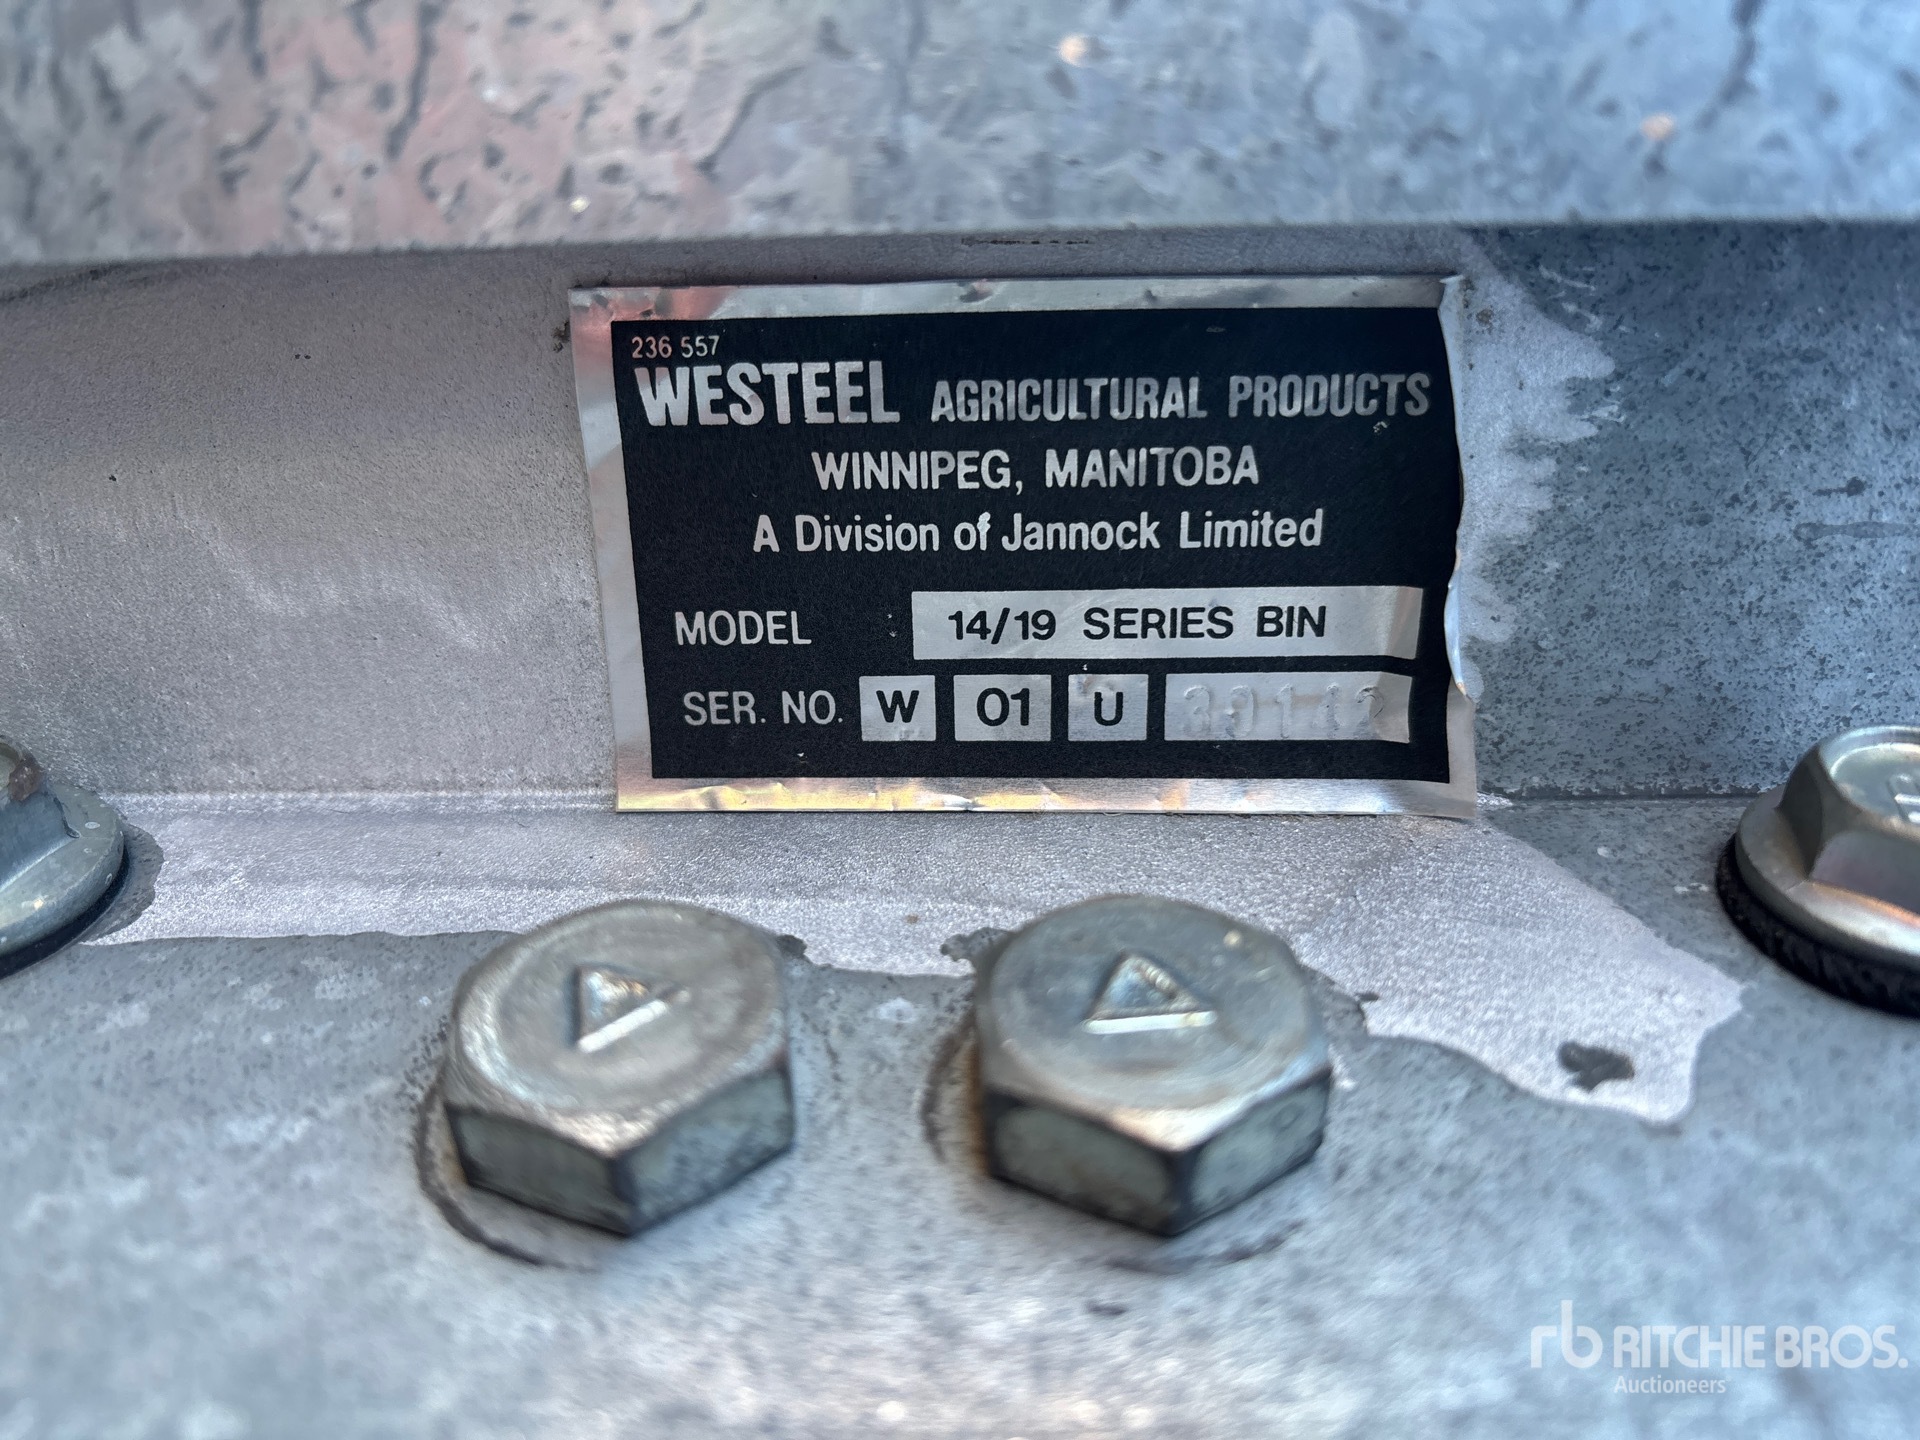 236 557
WESTEEL AGRICULTURAL PRODUCTS
WINNIPEG, MANITOBA
A Division of Jannock Limited
MODEL 14/19 SERIES BIN
SER. NO. W 01 U
rb RITCHIE BROS.
Auctioneers